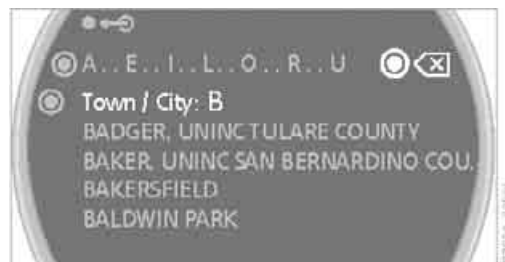 A..E..I..L..O..R..U
Town / City: B
BADGER, UNINC TULARE COUNTY
BAKER, UNINC SAN BERNARDINO COU.
BAKERSFIELD
BALDWIN PARK